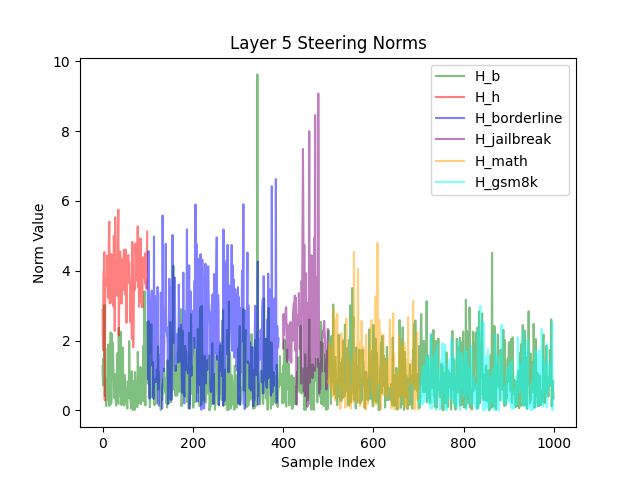 Layer 5 Steering Norms
10
8
6
4
2
0
Norm Value
H_b
H_h
H_borderline
H_jailbreak
H_math
H_gsm8k
0 200 400 600 800 1000
Sample Index